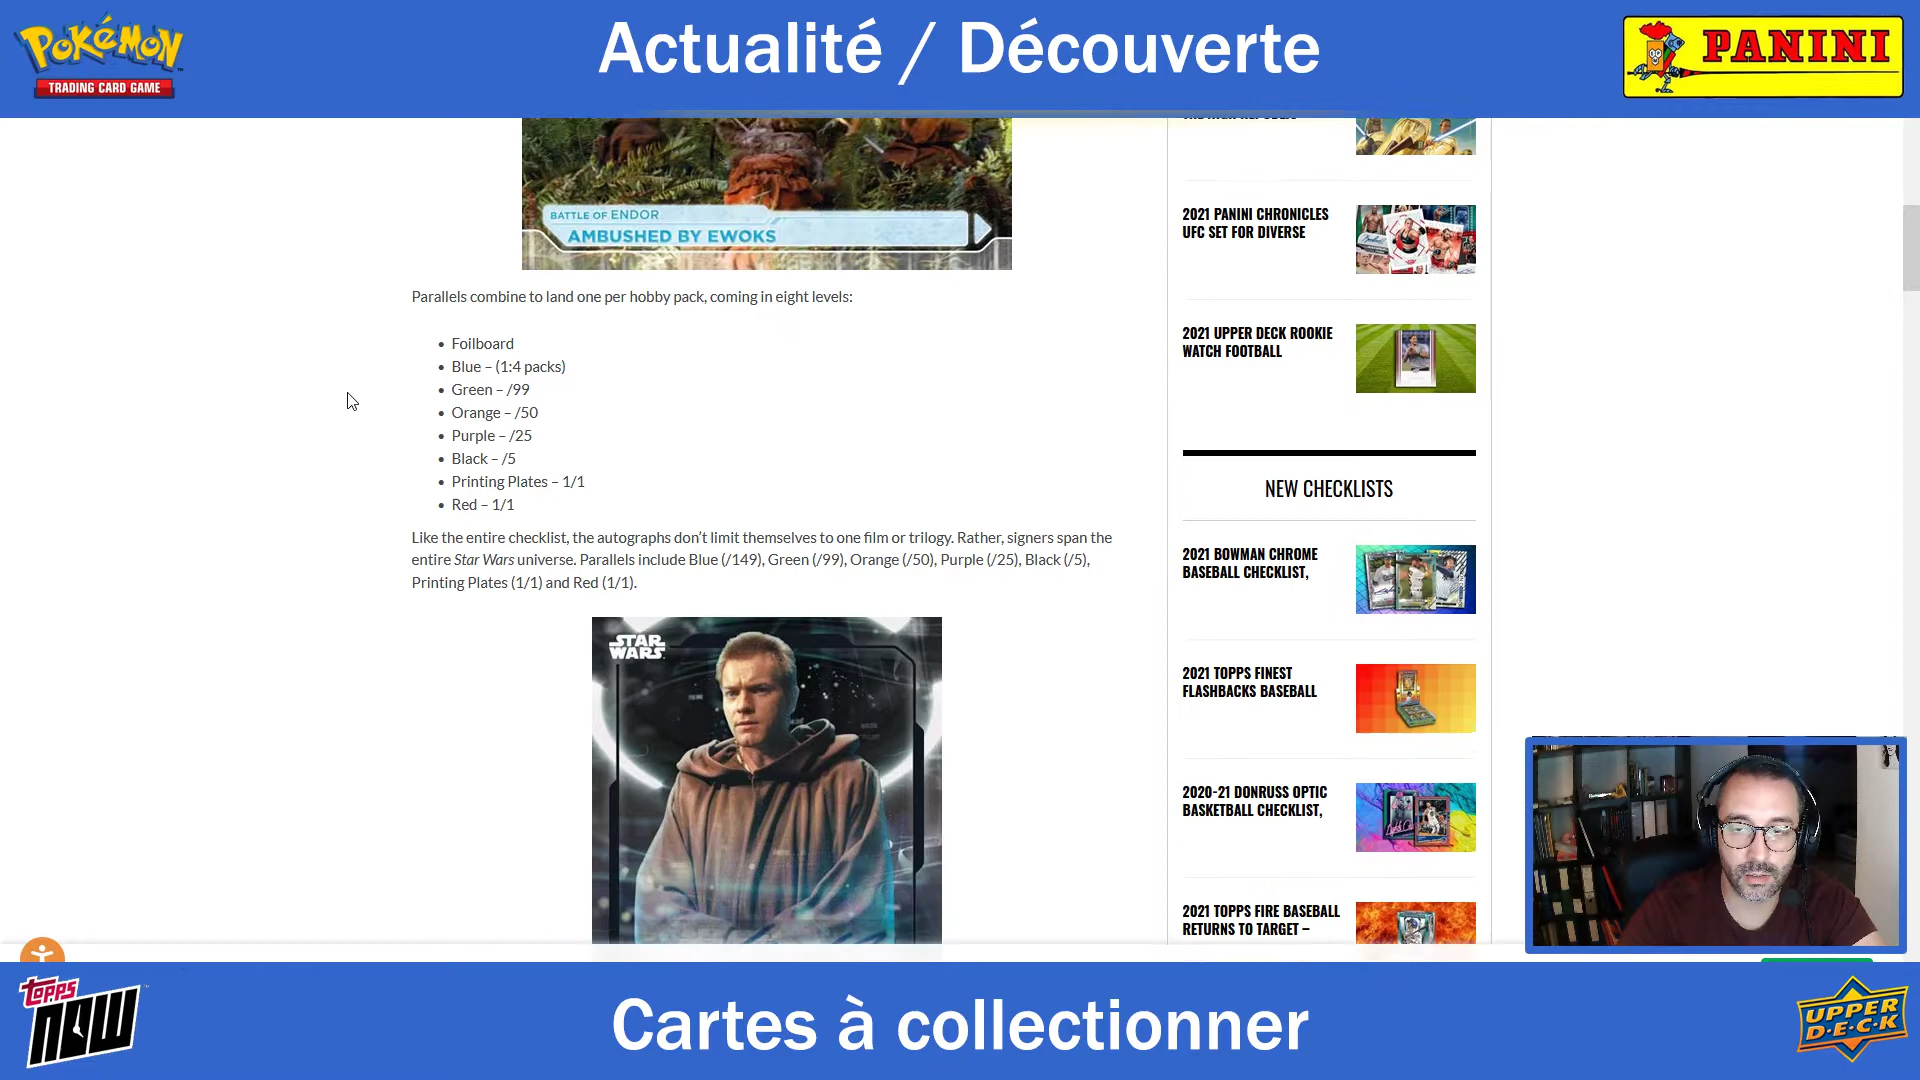 POKéMON
TRADING CARD GAME
Actualité / Découverte
PANINI
BATTLE OF ENDOR
AMBUSHED BY EWOKS
Parallels combine to land one per hobby pack, coming in eight levels:
• Foilboard
• Blue – (1:4 packs)
• Green – /99
• Orange – /50
• Purple – /25
• Black – /5
• Printing Plates – 1/1
• Red – 1/1
Like the entire checklist, the autographs don’t limit themselves to one film or trilogy. Rather, signers span the
entire Star Wars universe. Parallels include Blue (/149), Green (/99), Orange (/50), Purple (/25), Black (/5),
Printing Plates (1/1) and Red (1/1).
STAR
WARS
2021 PANINI CHRONICLES
UFC SET FOR DIVERSE
2021 UPPER DECK ROOKIE
WATCH FOOTBALL
NEW CHECKLISTS
2021 BOWMAN CHROME
BASEBALL CHECKLIST,
2021 TOPPS FINEST
FLASHBACKS BASEBALL
2020-21 DONRUSS OPTIC
BASKETBALL CHECKLIST,
2021 TOPPS FIRE BASEBALL
RETURNS TO TARGET –
TOPPS
NOW
Cartes à collectionner
UPPER
D·E·C·K